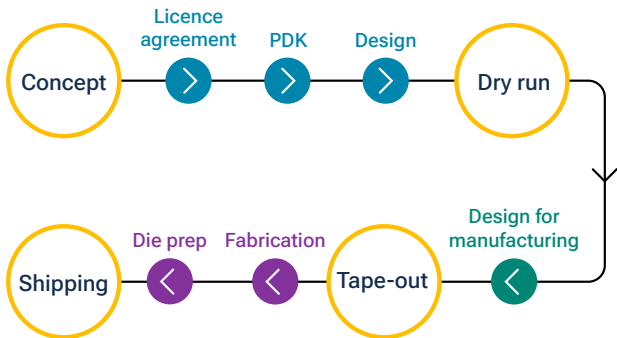 Licence
agreement
PDK
Design
Concept
Dry run
Design for
manufacturing
Die prep
Fabrication
Shipping
Tape-out